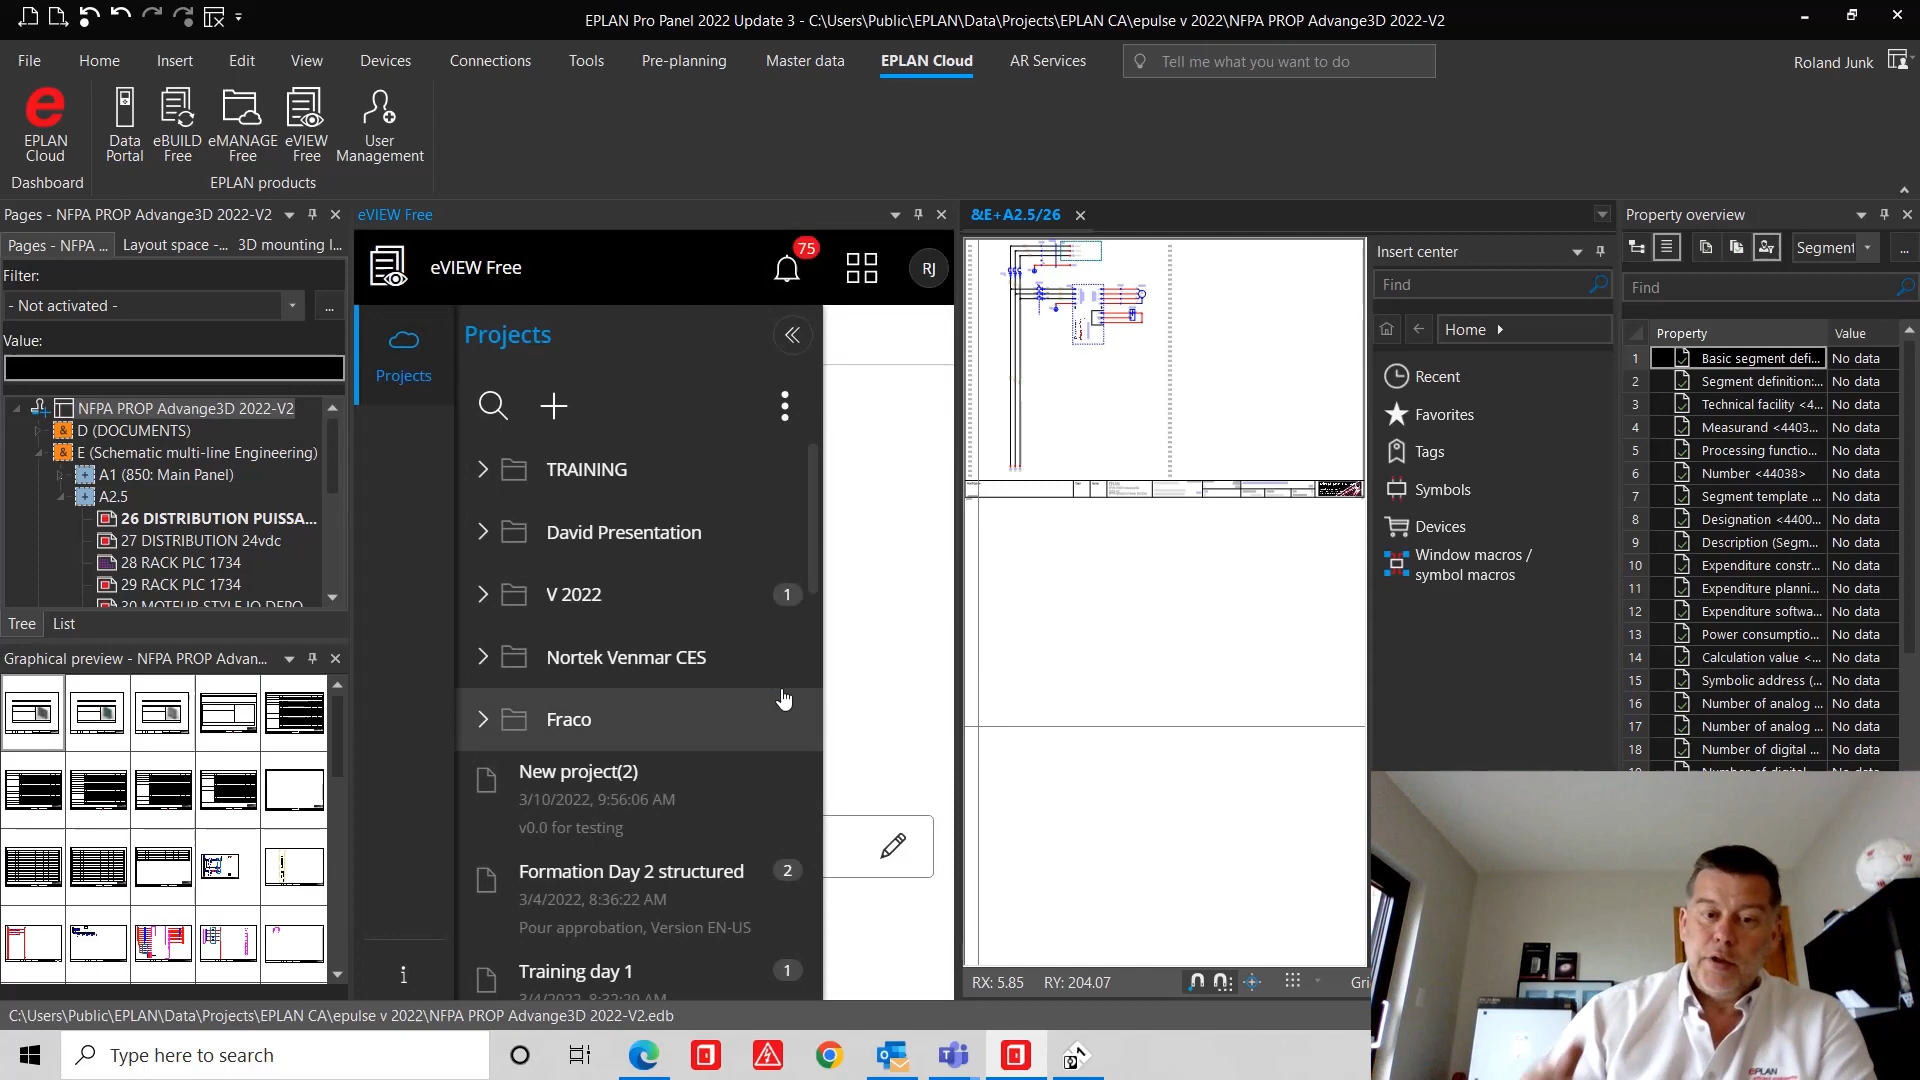 EPLAN Pro Panel 2022 Update 3 - C:\Users\Public\EPLAN\Data\Projects\EPLAN CA\epulse v 2022\NFPA PROP Advange3D 2022-V2
File Home Insert Edit View Devices Connections Tools Pre-planning Master data EPLAN Cloud AR Services Tell me what you want to do Roland Junk
EPLAN Cloud
Data Portal
eBUILD Free
eMANAGE Free
eVIEW Free
User Management
Dashboard
EPLAN products
Pages - NFPA PROP Advange3D 2022-V2
Pages - NFPA ... Layout space -... 3D mounting l...
Filter:
- Not activated -
...
Value:
NFPA PROP Advange3D 2022-V2
D (DOCUMENTS)
E (Schematic multi-line Engineering)
A1 (850: Main Panel)
A2.5
26 DISTRIBUTION PUISSA...
27 DISTRIBUTION 24vdc
28 RACK PLC 1734
29 RACK PLC 1734
30 MOTEUR STYLE IO DEPO
Tree List
Graphical preview - NFPA PROP Advan...
eVIEW Free
eVIEW Free
75
RJ
Projects
Projects
TRAINING
David Presentation
V 2022 1
Nortek Venmar CES
Fraco
New project(2)
3/10/2022, 9:56:06 AM
v0.0 for testing
Formation Day 2 structured 2
3/4/2022, 8:36:22 AM
Pour approbation, Version EN-US
Training day 1 1
3/4/2022, 8:32:29 AM
i
&E+A2.5/26
RX: 5.85 RY: 204.07 Gri
Insert center
Find
Home
Recent
Favorites
Tags
Symbols
Devices
Window macros /
symbol macros
Property overview
Segment
...
Find
Property Value
1 Basic segment defi... No data
2 Segment definition:... No data
3 Technical facility <4... No data
4 Measurand <4403... No data
5 Processing functio... No data
6 Number <44038> No data
7 Segment template ... No data
8 Designation <4400... No data
9 Description (Segm... No data
10 Expenditure constr... No data
11 Expenditure planni... No data
12 Expenditure softwa... No data
13 Power consumptio... No data
14 Calculation value <... No data
15 Symbolic address (... No data
16 Number of analog ... No data
17 Number of analog ... No data
18 Number of digital ... No data
C:\Users\Public\EPLAN\Data\Projects\EPLAN CA\epulse v 2022\NFPA PROP Advange3D 2022-V2.edb
Type here to search
EPLAN